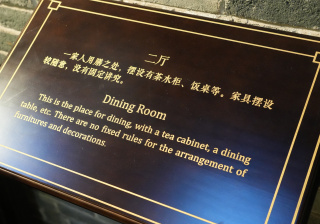 二厅
一家人用膳之处，摆设有茶水柜、饭桌等。家具摆设
较随意，没有固定讲究。
Dining Room
This is the place for dining, with a tea cabinet, a dining
table, etc. There are no fixed rules for the arrangement of
furnitures and decorations.